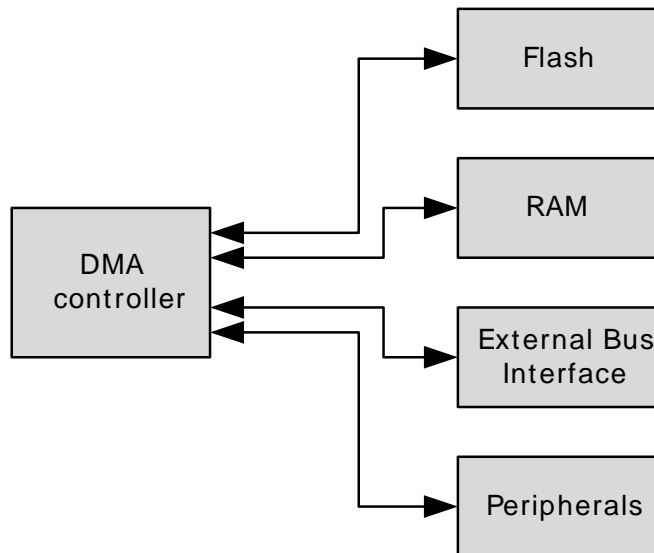 Flash
RAM
DMA
controller
External Bus
Interface
Peripherals